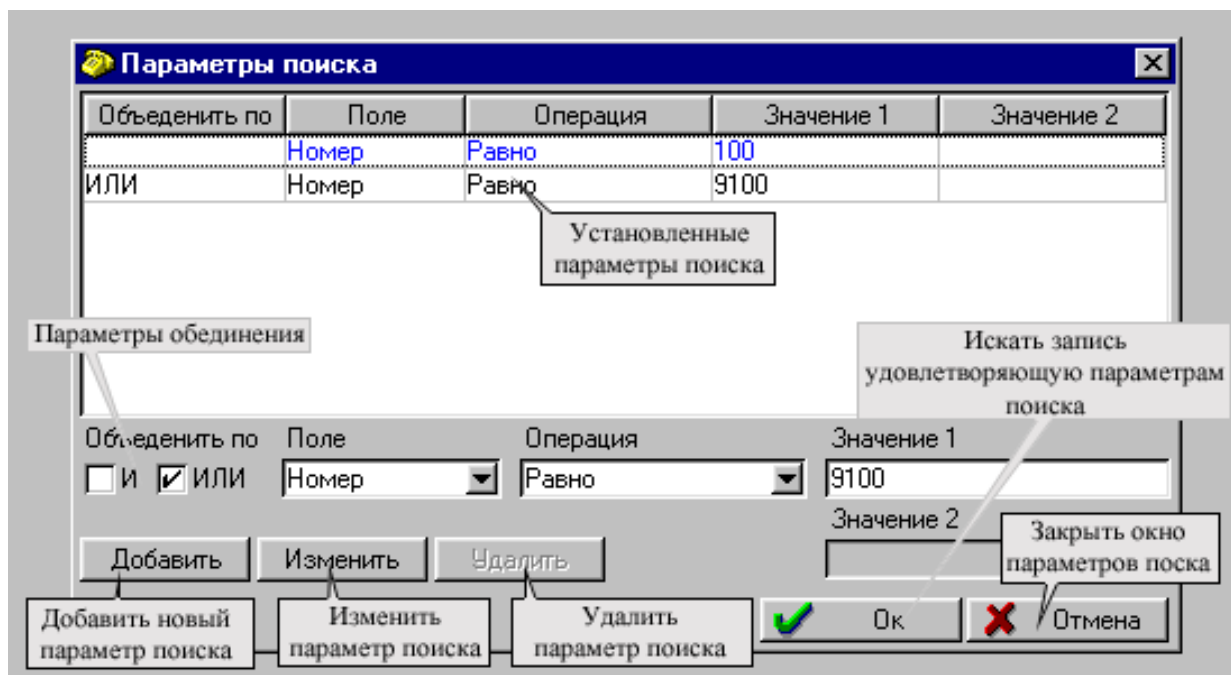 Параметры поиска
Объеденить по Поле Операция Значение 1 Значение 2
Номер Равно 100
ИЛИ Номер Равно 9100
Установленные
параметры поиска
Параметры обединения
Искать запись
удовлетворяющую параметрам
поиска
Объеденить по Поле Операция Значение 1
И ИЛИ Номер Равно 9100
Значение 2
Закрыть окно
параметров поска
Добавить Изменить Удалить
Добавить новый
параметр поиска
Изменить
параметр поиска
Удалить
параметр поиска
Ок Отмена